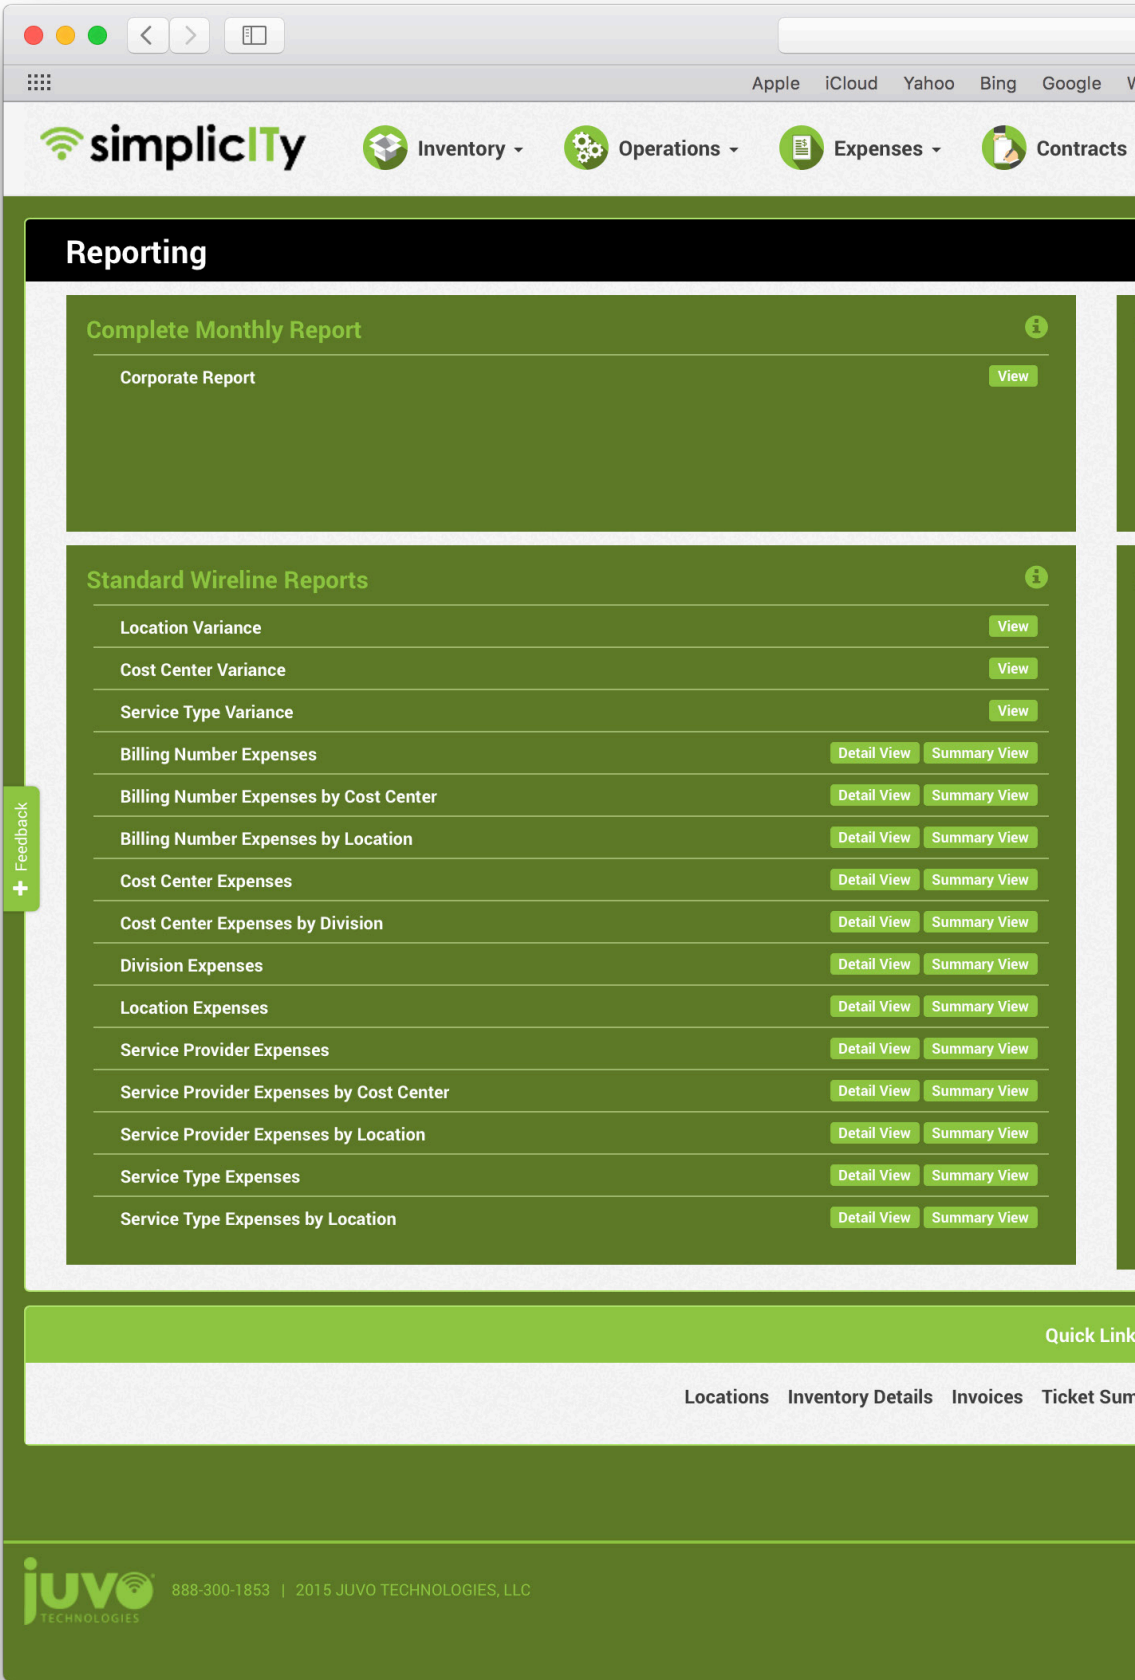 Apple iCloud Yahoo Bing Google
simplicITy Inventory Operations Expenses Contracts
Reporting
Complete Monthly Report
Corporate Report View
Standard Wireline Reports
Location Variance View
Cost Center Variance View
Service Type Variance View
Billing Number Expenses Detail View Summary View
Billing Number Expenses by Cost Center Detail View Summary View
Billing Number Expenses by Location Detail View Summary View
Cost Center Expenses Detail View Summary View
Cost Center Expenses by Division Detail View Summary View
Division Expenses Detail View Summary View
Location Expenses Detail View Summary View
Service Provider Expenses Detail View Summary View
Service Provider Expenses by Cost Center Detail View Summary View
Service Provider Expenses by Location Detail View Summary View
Service Type Expenses Detail View Summary View
Service Type Expenses by Location Detail View Summary View
Feedback
Quick Link
Locations Inventory Details Invoices Ticket Sum
juvo
TECHNOLOGIES
888-300-1853 | 2015 JUVO TECHNOLOGIES, LLC